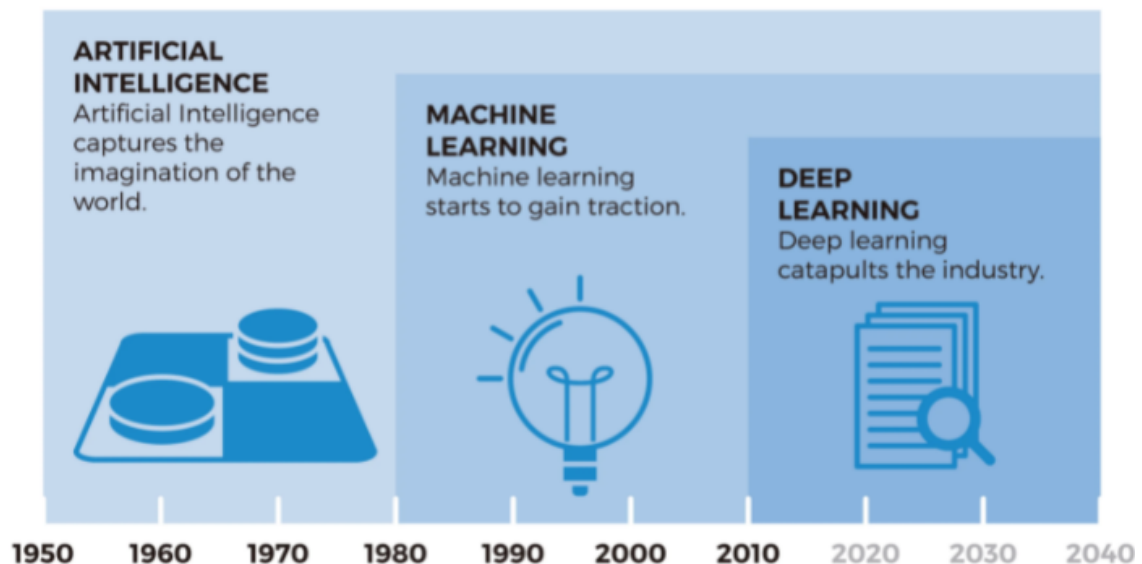 ARTIFICIAL
INTELLIGENCE
Artificial Intelligence
captures the
imagination of the
world.
MACHINE
LEARNING
Machine learning
starts to gain traction.
DEEP
LEARNING
Deep learning
catapults the industry.
1950 1960 1970 1980 1990 2000 2010 2020 2030 2040